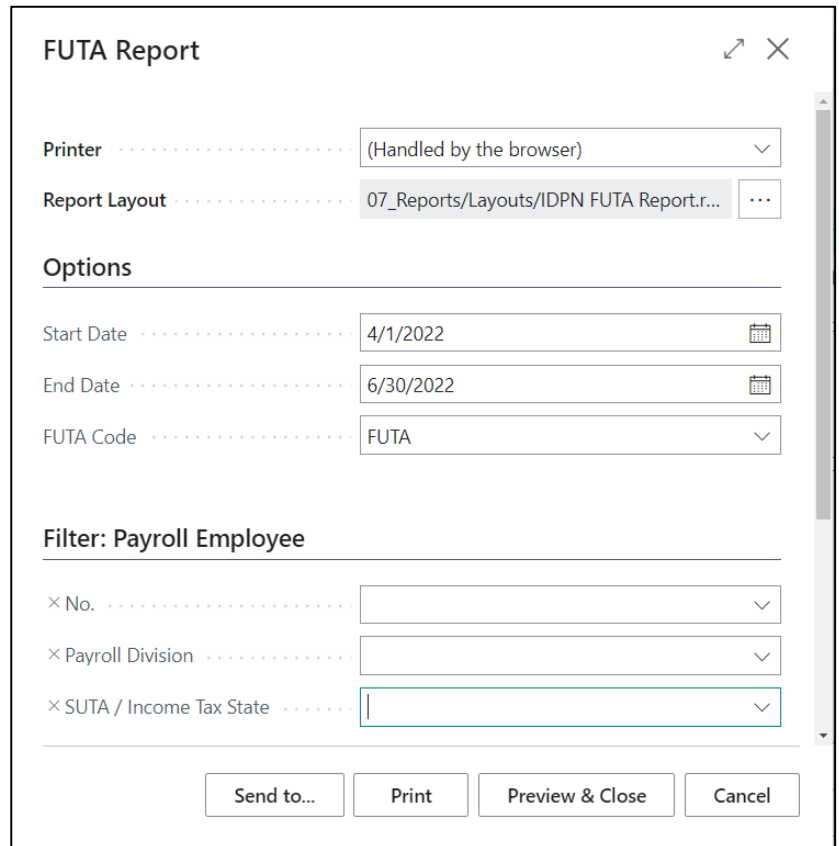 FUTA Report
Printer (Handled by the browser)
Report Layout 07_Reports/Layouts/IDPN FUTA Report.r... ...
Options
Start Date 4/1/2022
End Date 6/30/2022
FUTA Code FUTA
Filter: Payroll Employee
× No.
× Payroll Division
× SUTA / Income Tax State
Send to... Print Preview & Close Cancel